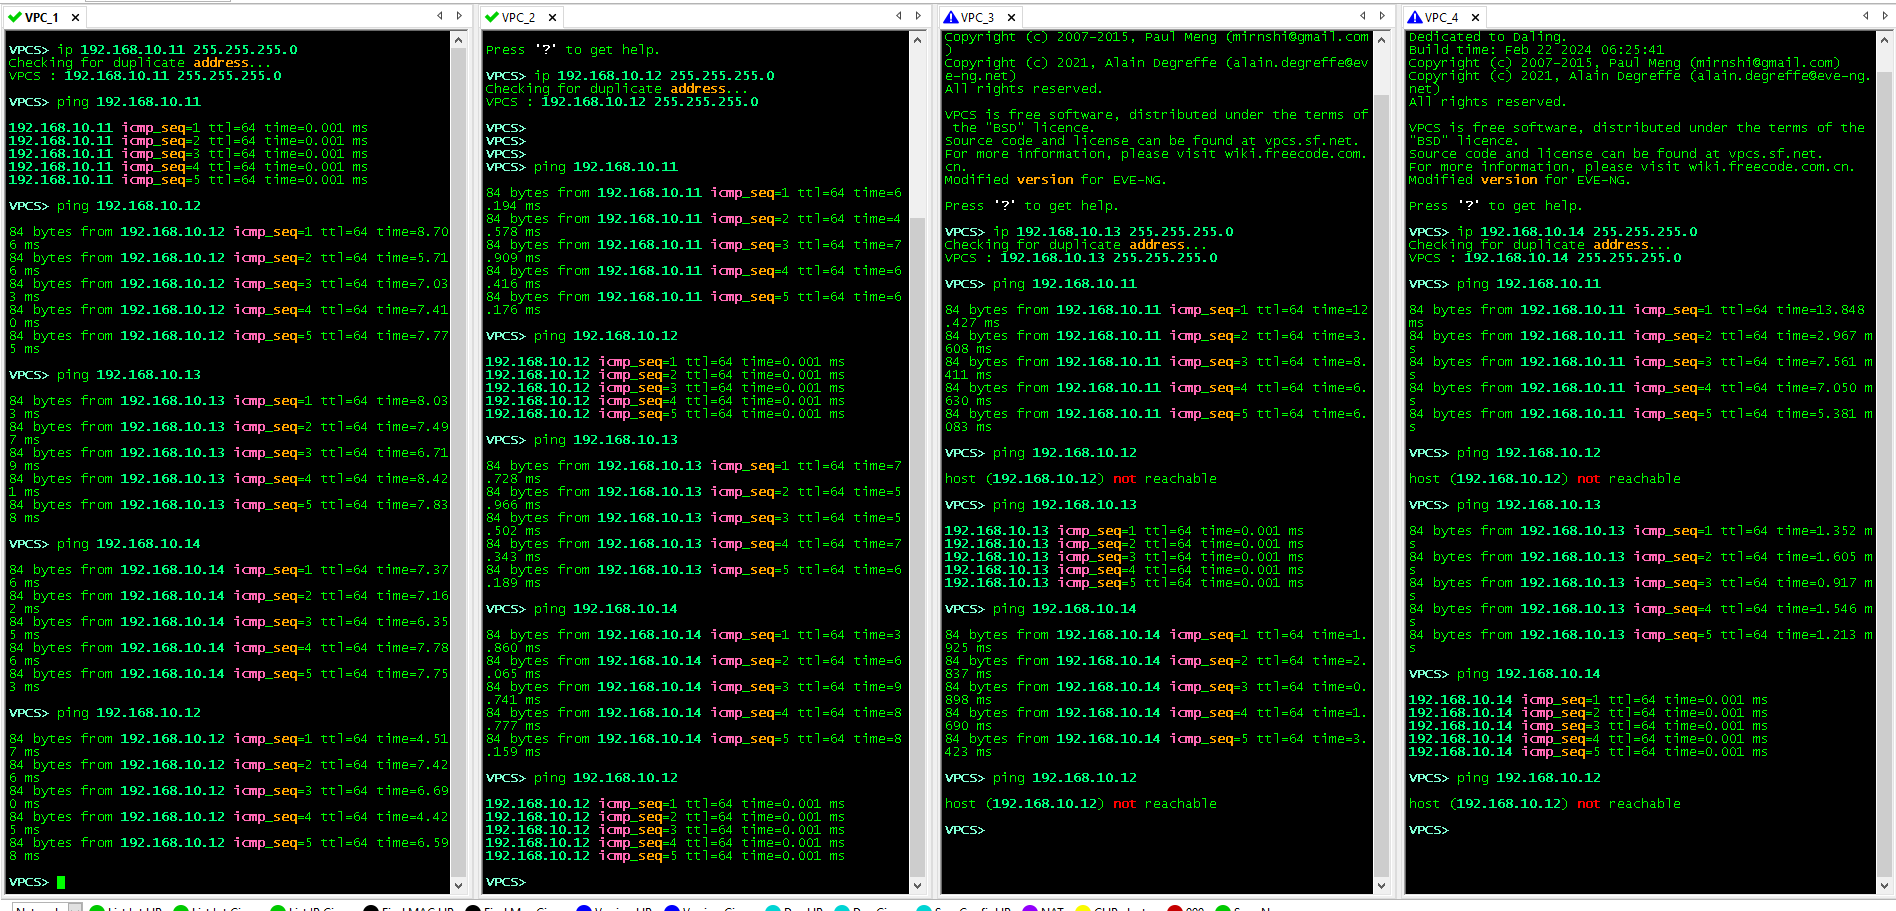 VPC_1
VPCS> ip 192.168.10.11 255.255.255.0
Checking for duplicate address...
VPCS : 192.168.10.11 255.255.255.0
VPCS> ping 192.168.10.11
192.168.10.11 icmp_seq=1 ttl=64 time=0.001 ms
192.168.10.11 icmp_seq=2 ttl=64 time=0.001 ms
192.168.10.11 icmp_seq=3 ttl=64 time=0.001 ms
192.168.10.11 icmp_seq=4 ttl=64 time=0.001 ms
192.168.10.11 icmp_seq=5 ttl=64 time=0.001 ms
VPCS> ping 192.168.10.12
84 bytes from 192.168.10.12 icmp_seq=1 ttl=64 time=8.70
6 ms
84 bytes from 192.168.10.12 icmp_seq=2 ttl=64 time=5.71
6 ms
84 bytes from 192.168.10.12 icmp_seq=3 ttl=64 time=7.03
3 ms
84 bytes from 192.168.10.12 icmp_seq=4 ttl=64 time=7.41
0 ms
84 bytes from 192.168.10.12 icmp_seq=5 ttl=64 time=7.77
5 ms
VPCS> ping 192.168.10.13
84 bytes from 192.168.10.13 icmp_seq=1 ttl=64 time=8.03
3 ms
84 bytes from 192.168.10.13 icmp_seq=2 ttl=64 time=7.49
7 ms
84 bytes from 192.168.10.13 icmp_seq=3 ttl=64 time=6.71
9 ms
84 bytes from 192.168.10.13 icmp_seq=4 ttl=64 time=8.42
1 ms
84 bytes from 192.168.10.13 icmp_seq=5 ttl=64 time=7.83
8 ms
VPCS> ping 192.168.10.14
84 bytes from 192.168.10.14 icmp_seq=1 ttl=64 time=7.37
6 ms
84 bytes from 192.168.10.14 icmp_seq=2 ttl=64 time=7.16
2 ms
84 bytes from 192.168.10.14 icmp_seq=3 ttl=64 time=6.35
5 ms
84 bytes from 192.168.10.14 icmp_seq=4 ttl=64 time=7.78
6 ms
84 bytes from 192.168.10.14 icmp_seq=5 ttl=64 time=7.75
3 ms
VPCS> ping 192.168.10.12
84 bytes from 192.168.10.12 icmp_seq=1 ttl=64 time=4.51
7 ms
84 bytes from 192.168.10.12 icmp_seq=2 ttl=64 time=7.42
6 ms
84 bytes from 192.168.10.12 icmp_seq=3 ttl=64 time=6.69
0 ms
84 bytes from 192.168.10.12 icmp_seq=4 ttl=64 time=4.42
5 ms
84 bytes from 192.168.10.12 icmp_seq=5 ttl=64 time=6.59
8 ms
VPCS>
VPC_2
Press '?' to get help.
VPCS> ip 192.168.10.12 255.255.255.0
Checking for duplicate address...
VPCS : 192.168.10.12 255.255.255.0
VPCS>
VPCS>
VPCS>
VPCS> ping 192.168.10.11
84 bytes from 192.168.10.11 icmp_seq=1 ttl=64 time=6
.194 ms
84 bytes from 192.168.10.11 icmp_seq=2 ttl=64 time=4
.578 ms
84 bytes from 192.168.10.11 icmp_seq=3 ttl=64 time=7
.909 ms
84 bytes from 192.168.10.11 icmp_seq=4 ttl=64 time=6
.416 ms
84 bytes from 192.168.10.11 icmp_seq=5 ttl=64 time=6
.176 ms
VPCS> ping 192.168.10.12
192.168.10.12 icmp_seq=1 ttl=64 time=0.001 ms
192.168.10.12 icmp_seq=2 ttl=64 time=0.001 ms
192.168.10.12 icmp_seq=3 ttl=64 time=0.001 ms
192.168.10.12 icmp_seq=4 ttl=64 time=0.001 ms
192.168.10.12 icmp_seq=5 ttl=64 time=0.001 ms
VPCS> ping 192.168.10.13
84 bytes from 192.168.10.13 icmp_seq=1 ttl=64 time=7
.728 ms
84 bytes from 192.168.10.13 icmp_seq=2 ttl=64 time=5
.966 ms
84 bytes from 192.168.10.13 icmp_seq=3 ttl=64 time=5
.502 ms
84 bytes from 192.168.10.13 icmp_seq=4 ttl=64 time=7
.343 ms
84 bytes from 192.168.10.13 icmp_seq=5 ttl=64 time=6
.189 ms
VPCS> ping 192.168.10.14
84 bytes from 192.168.10.14 icmp_seq=1 ttl=64 time=3
.860 ms
84 bytes from 192.168.10.14 icmp_seq=2 ttl=64 time=6
.065 ms
84 bytes from 192.168.10.14 icmp_seq=3 ttl=64 time=9
.741 ms
84 bytes from 192.168.10.14 icmp_seq=4 ttl=64 time=8
.777 ms
84 bytes from 192.168.10.14 icmp_seq=5 ttl=64 time=8
.159 ms
VPCS> ping 192.168.10.12
192.168.10.12 icmp_seq=1 ttl=64 time=0.001 ms
192.168.10.12 icmp_seq=2 ttl=64 time=0.001 ms
192.168.10.12 icmp_seq=3 ttl=64 time=0.001 ms
192.168.10.12 icmp_seq=4 ttl=64 time=0.001 ms
192.168.10.12 icmp_seq=5 ttl=64 time=0.001 ms
VPCS>
VPC_3
Copyright (c) 2007-2015, Paul Meng (mirnshi@gmail.com
)
Copyright (c) 2021, Alain Degreffe (alain.degreffe@ev
e-ng.net)
All rights reserved.
VPCS is free software, distributed under the terms of
the "BSD" licence.
Source code and license can be found at vpcs.sf.net.
For more information, please visit wiki.freecode.com.
cn.
Modified version for EVE-NG.
Press '?' to get help.
VPCS> ip 192.168.10.13 255.255.255.0
Checking for duplicate address...
VPCS : 192.168.10.13 255.255.255.0
VPCS> ping 192.168.10.11
84 bytes from 192.168.10.11 icmp_seq=1 ttl=64 time=12
.427 ms
84 bytes from 192.168.10.11 icmp_seq=2 ttl=64 time=3.
608 ms
84 bytes from 192.168.10.11 icmp_seq=3 ttl=64 time=8.
411 ms
84 bytes from 192.168.10.11 icmp_seq=4 ttl=64 time=6.
630 ms
84 bytes from 192.168.10.11 icmp_seq=5 ttl=64 time=6.
083 ms
VPCS> ping 192.168.10.12
host (192.168.10.12) not reachable
VPCS> ping 192.168.10.13
192.168.10.13 icmp_seq=1 ttl=64 time=0.001 ms
192.168.10.13 icmp_seq=2 ttl=64 time=0.001 ms
192.168.10.13 icmp_seq=3 ttl=64 time=0.001 ms
192.168.10.13 icmp_seq=4 ttl=64 time=0.001 ms
192.168.10.13 icmp_seq=5 ttl=64 time=0.001 ms
VPCS> ping 192.168.10.14
84 bytes from 192.168.10.14 icmp_seq=1 ttl=64 time=1.
925 ms
84 bytes from 192.168.10.14 icmp_seq=2 ttl=64 time=2.
837 ms
84 bytes from 192.168.10.14 icmp_seq=3 ttl=64 time=0.
898 ms
84 bytes from 192.168.10.14 icmp_seq=4 ttl=64 time=1.
690 ms
84 bytes from 192.168.10.14 icmp_seq=5 ttl=64 time=3.
423 ms
VPCS> ping 192.168.10.12
host (192.168.10.12) not reachable
VPCS>
VPC_4
Dedicated to Daling.
Build time: Feb 22 2024 06:25:41
Copyright (c) 2007-2015, Paul Meng (mirnshi@gmail.com)
Copyright (c) 2021, Alain Degreffe (alain.degreffe@eve-ng.
net)
All rights reserved.
VPCS is free software, distributed under the terms of the
"BSD" licence.
Source code and license can be found at vpcs.sf.net.
For more information, please visit wiki.freecode.com.cn.
Modified version for EVE-NG.
Press '?' to get help.
VPCS> ip 192.168.10.14 255.255.255.0
Checking for duplicate address...
VPCS : 192.168.10.14 255.255.255.0
VPCS> ping 192.168.10.11
84 bytes from 192.168.10.11 icmp_seq=1 ttl=64 time=13.848
ms
84 bytes from 192.168.10.11 icmp_seq=2 ttl=64 time=2.967 m
s
84 bytes from 192.168.10.11 icmp_seq=3 ttl=64 time=7.561 m
s
84 bytes from 192.168.10.11 icmp_seq=4 ttl=64 time=7.050 m
s
84 bytes from 192.168.10.11 icmp_seq=5 ttl=64 time=5.381 m
s
VPCS> ping 192.168.10.12
host (192.168.10.12) not reachable
VPCS> ping 192.168.10.13
84 bytes from 192.168.10.13 icmp_seq=1 ttl=64 time=1.352 m
s
84 bytes from 192.168.10.13 icmp_seq=2 ttl=64 time=1.605 m
s
84 bytes from 192.168.10.13 icmp_seq=3 ttl=64 time=0.917 m
s
84 bytes from 192.168.10.13 icmp_seq=4 ttl=64 time=1.546 m
s
84 bytes from 192.168.10.13 icmp_seq=5 ttl=64 time=1.213 m
s
VPCS> ping 192.168.10.14
192.168.10.14 icmp_seq=1 ttl=64 time=0.001 ms
192.168.10.14 icmp_seq=2 ttl=64 time=0.001 ms
192.168.10.14 icmp_seq=3 ttl=64 time=0.001 ms
192.168.10.14 icmp_seq=4 ttl=64 time=0.001 ms
192.168.10.14 icmp_seq=5 ttl=64 time=0.001 ms
VPCS> ping 192.168.10.12
host (192.168.10.12) not reachable
VPCS>